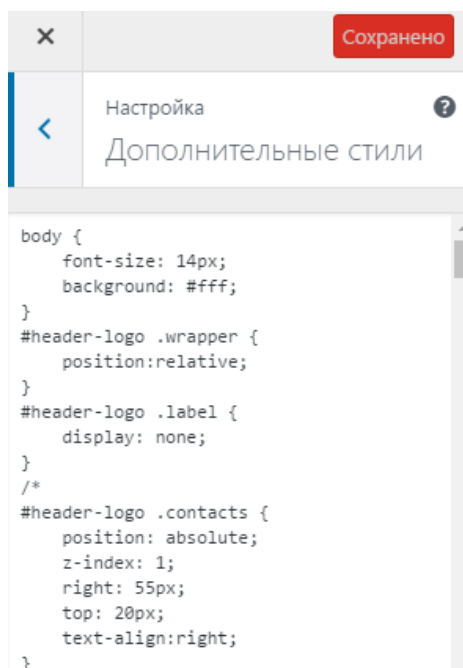 Сохранено
Настройка
Дополнительные стили
body {
    font-size: 14px;
    background: #fff;
}
#header-logo .wrapper {
    position:relative;
}
#header-logo .label {
    display: none;
}
/*
#header-logo .contacts {
    position: absolute;
    z-index: 1;
    right: 55px;
    top: 20px;
    text-align:right;
}